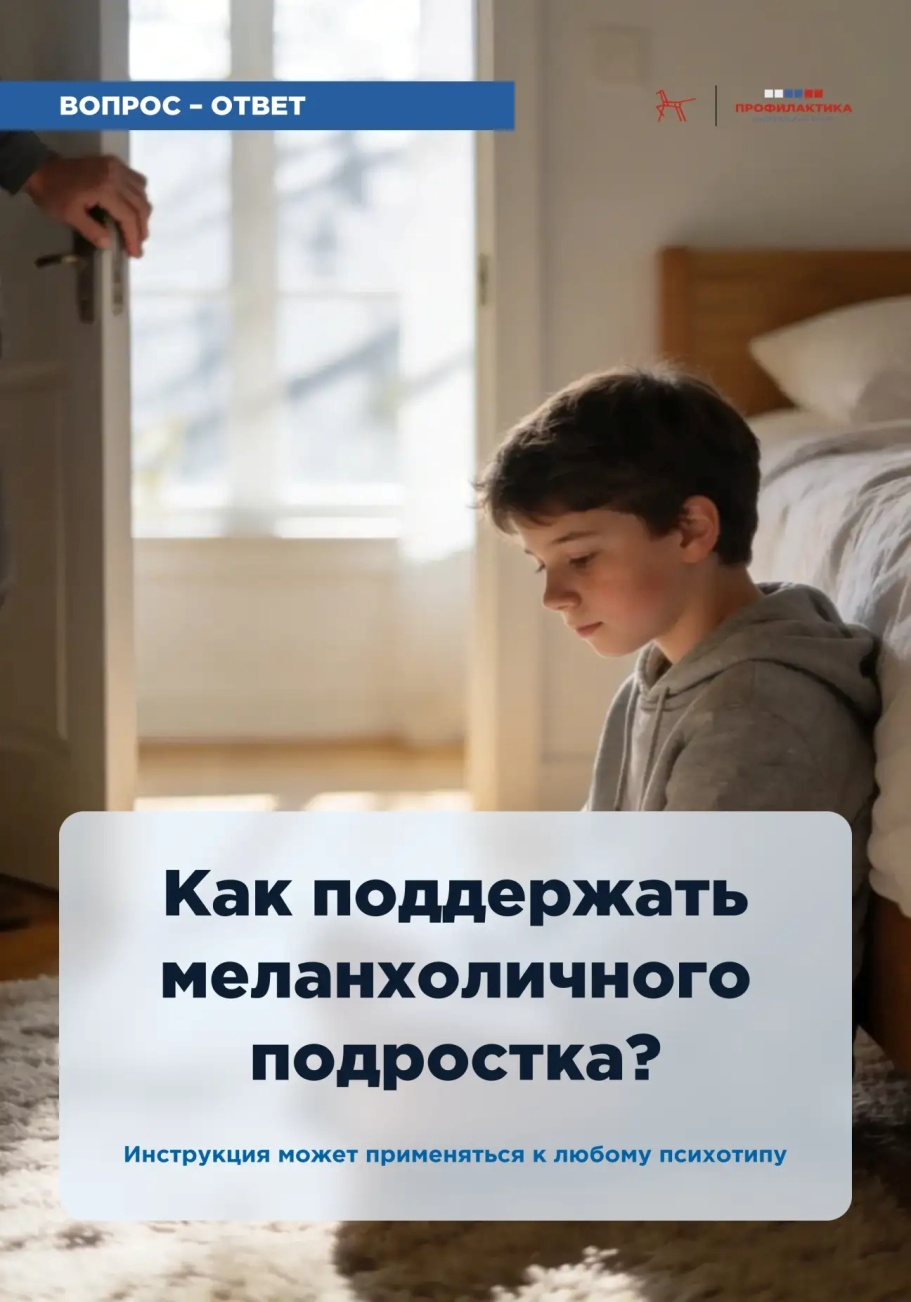 ВОПРОС – ОТВЕТ
ПРОФИЛАКТИКА
Как поддержать
меланхоличного
подростка?
Инструкция может применяться к любому психотипу